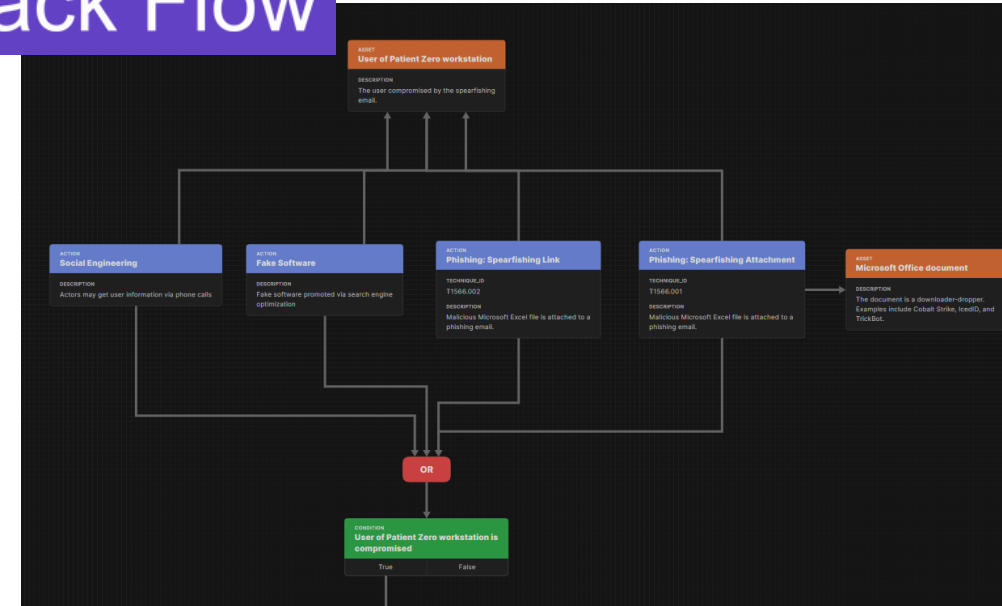 ack Flow
ASSET
User of Patient Zero workstation
DESCRIPTION
The user compromised by the spearfishing
email.
ACTION
Social Engineering
DESCRIPTION
Actors may get user information via phone calls
ACTION
Fake Software
DESCRIPTION
Fake software promoted via search engine
optimization
ACTION
Phishing: Spearfishing Link
TECHNIQUE_ID
T1566.002
DESCRIPTION
Malicious Microsoft Excel file is attached to a
phishing email.
ACTION
Phishing: Spearfishing Attachment
TECHNIQUE_ID
T1566.001
DESCRIPTION
Malicious Microsoft Excel file is attached to a
phishing email.
ASSET
Microsoft Office document
DESCRIPTION
The document is a downloader-dropper.
Examples include Cobalt Strike, IcedID, and
TrickBot.
OR
CONDITION
User of Patient Zero workstation is
compromised
True
False